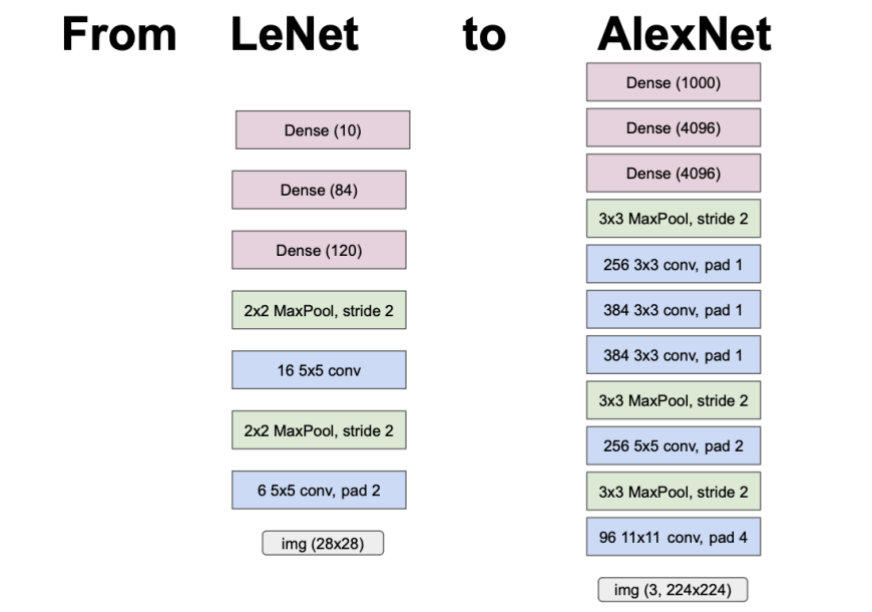 From LeNet to AlexNet
Dense (10)
Dense (84)
Dense (120)
2x2 MaxPool, stride 2
16 5x5 conv
2x2 MaxPool, stride 2
6 5x5 conv, pad 2
img (28x28)
Dense (1000)
Dense (4096)
Dense (4096)
3x3 MaxPool, stride 2
256 3x3 conv, pad 1
384 3x3 conv, pad 1
384 3x3 conv, pad 1
3x3 MaxPool, stride 2
256 5x5 conv, pad 2
3x3 MaxPool, stride 2
96 11x11 conv, pad 4
img (3, 224x224)